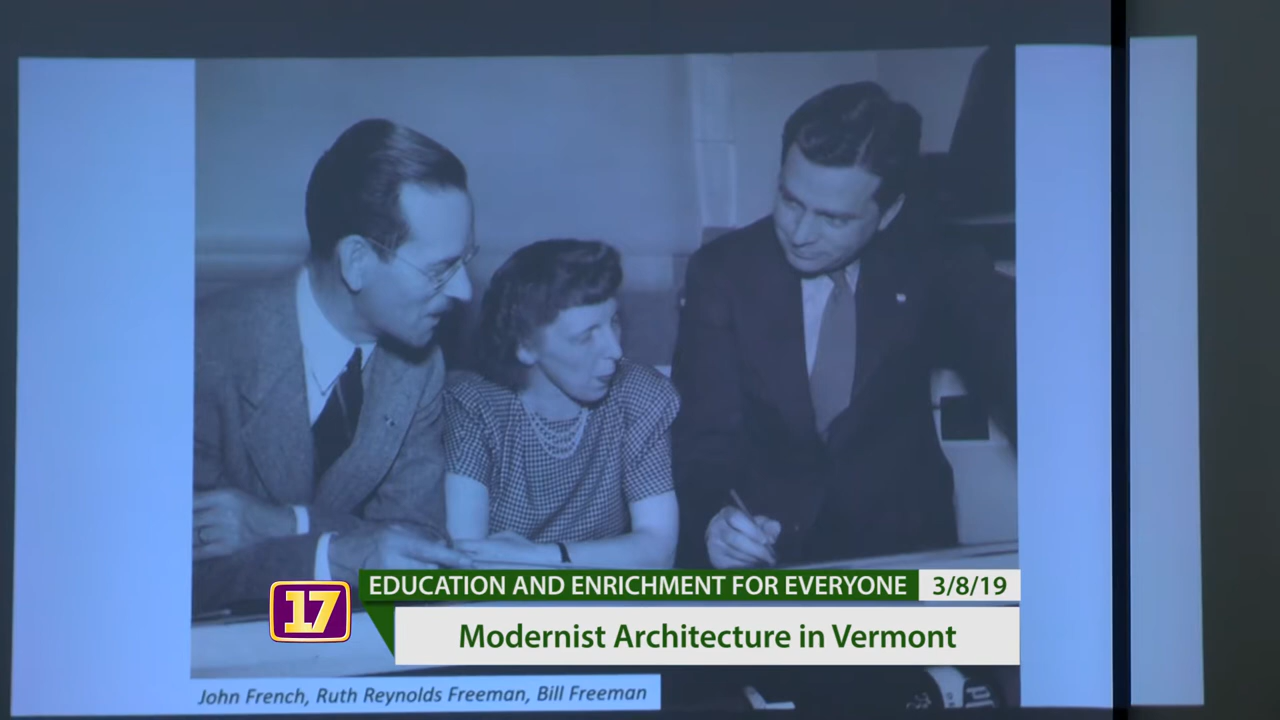 EDUCATION AND ENRICHMENT FOR EVERYONE 3/8/19
17
Modernist Architecture in Vermont
John French, Ruth Reynolds Freeman, Bill Freeman